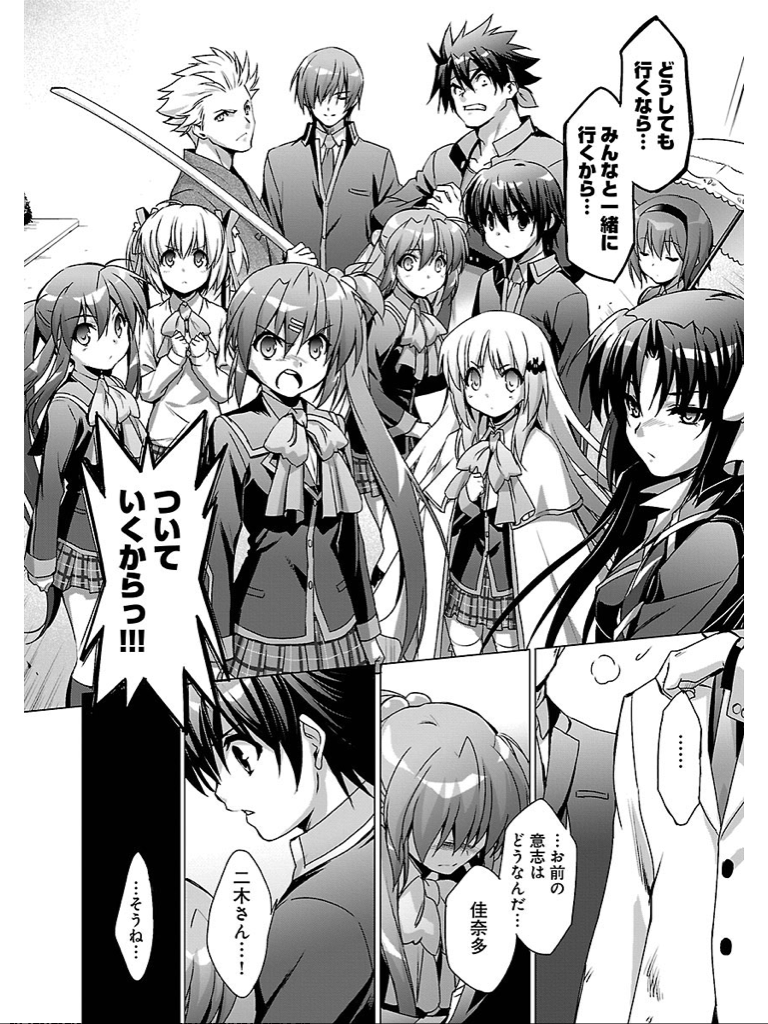 どうしても
行くなら…
みんなと一緒に
行くから…
ついて
いくからっ!!!
……
…お前の
意志は
どうなんだ…
佳奈多
二木さん…!
…そうね…